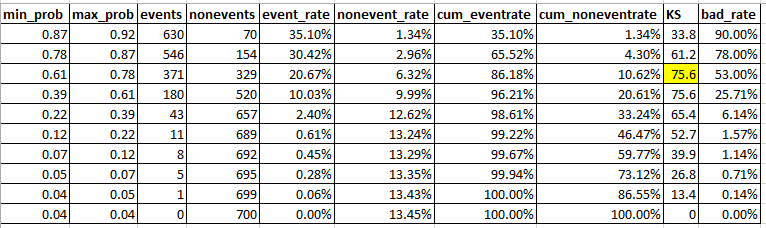 min_prob max_prob events nonevents event_rate nonevent_rate cum_eventrate cum_noneventrate KS bad_rate
0.87 0.92 630 70 35.10% 1.34% 35.10% 1.34% 33.8 90.00%
0.78 0.87 546 154 30.42% 2.96% 65.52% 4.30% 61.2 78.00%
0.61 0.78 371 329 20.67% 6.32% 86.18% 10.62% 75.6 53.00%
0.39 0.61 180 520 10.03% 9.99% 96.21% 20.61% 75.6 25.71%
0.22 0.39 43 657 2.40% 12.62% 98.61% 33.24% 65.4 6.14%
0.12 0.22 11 689 0.61% 13.24% 99.22% 46.47% 52.7 1.57%
0.07 0.12 8 692 0.45% 13.29% 99.67% 59.77% 39.9 1.14%
0.05 0.07 5 695 0.28% 13.35% 99.94% 73.12% 26.8 0.71%
0.04 0.05 1 699 0.06% 13.43% 100.00% 86.55% 13.4 0.14%
0.04 0.04 0 700 0.00% 13.45% 100.00% 100.00% 0 0.00%